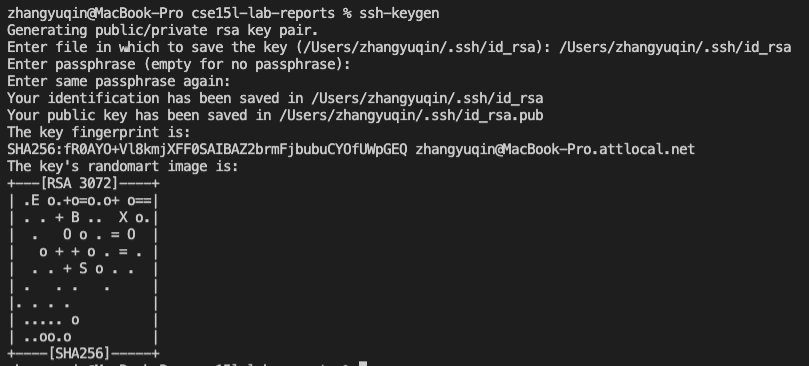 zhangyuqin@MacBook-Pro cse15l-lab-reports % ssh-keygen
Generating public/private rsa key pair.
Enter file in which to save the key (/Users/zhangyuqin/.ssh/id_rsa): /Users/zhangyuqin/.ssh/id_rsa
Enter passphrase (empty for no passphrase):
Enter same passphrase again:
Your identification has been saved in /Users/zhangyuqin/.ssh/id_rsa
Your public key has been saved in /Users/zhangyuqin/.ssh/id_rsa.pub
The key fingerprint is:
SHA256:fR0AYO+Vl8kmjXFF0SAIBAZ2brmFjbubuCYOfUWpGEQ zhangyuqin@MacBook-Pro.attlocal.net
The key's randomart image is:
+---[RSA 3072]----+
| .E o.+o=o.o+ o==|
| . . + B ..  X o.|
|  .   O o . = O  |
|   o + + o . = . |
|  . . + S o . .  |
| .   . .   .     |
|. . . .          |
| ..... o         |
| ..oo.o          |
+----[SHA256]-----+